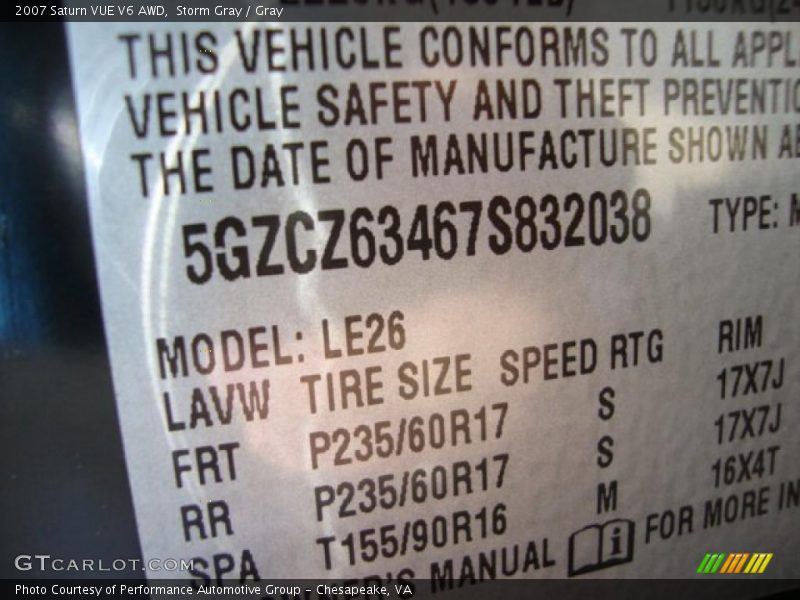 2007 Saturn VUE V6 AWD, Storm Gray / Gray
THIS VEHICLE CONFORMS TO ALL APPL
VEHICLE SAFETY AND THEFT PREVENTIO
THE DATE OF MANUFACTURE SHOWN AB
5GZCZ63467S832038 TYPE: M
MODEL: LE26
LAVW TIRE SIZE SPEED RTG RIM
FRT P235/60R17 S 17X7J
RR P235/60R17 S 17X7J
SPA T155/90R16 M 16X4T
OWNER'S MANUAL i FOR MORE IN
GTcarlot.com
Photo Courtesy of Performance Automotive Group - Chesapeake, VA